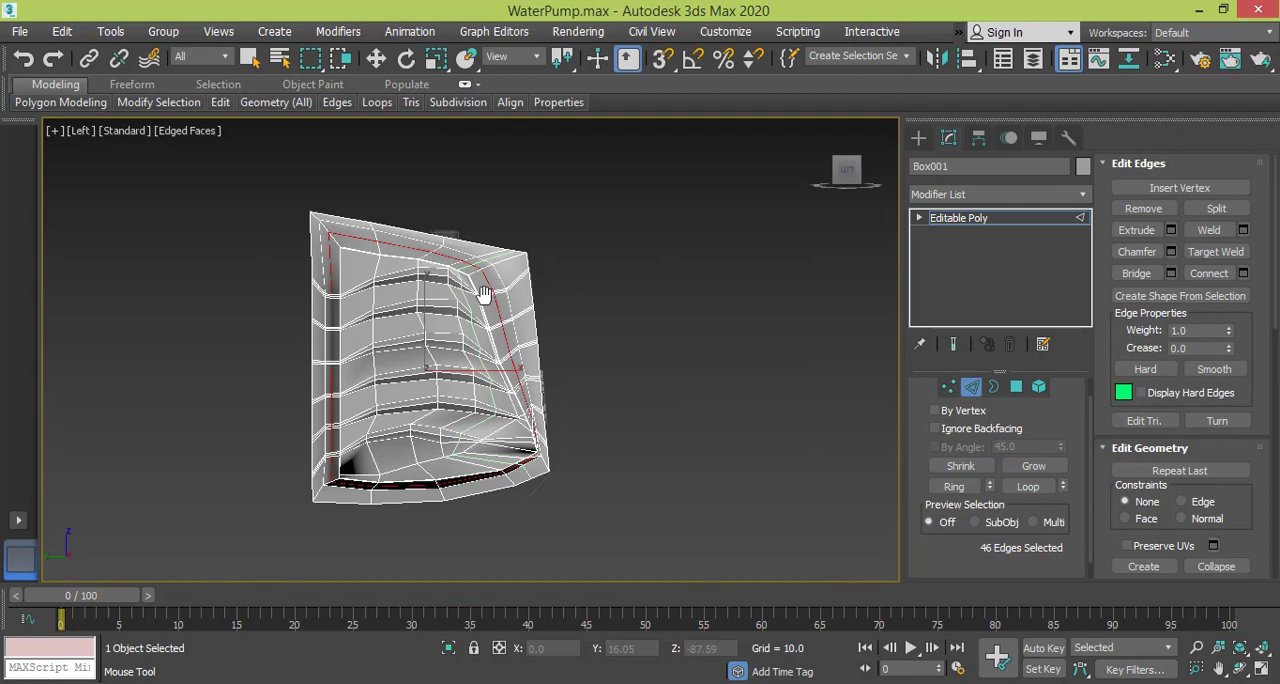 WaterPump.max - Autodesk 3ds Max 2020
File Edit Tools Group Views Create Modifiers Animation Graph Editors Rendering Civil View Customize Scripting Interactive Sign In Workspaces: Default
All View Create Selection Se
Modeling Freeform Selection Object Paint Populate
Polygon Modeling Modify Selection Edit Geometry (All) Edges Loops Tris Subdivision Align Properties
[+] [Left] [Standard] [Edged Faces]
LEFT
Box001
Modifier List
Editable Poly
By Vertex
Ignore Backfacing
By Angle: 45.0
Shrink Grow
Ring Loop
Preview Selection
Off SubObj Multi
46 Edges Selected
Edit Edges
Insert Vertex
Remove Split
Extrude Weld
Chamfer Target Weld
Bridge Connect
Create Shape From Selection
Edge Properties
Weight: 1.0
Crease: 0.0
Hard Smooth
Display Hard Edges
Edit Tri. Turn
Edit Geometry
Repeat Last
Constraints
None Edge
Face Normal
Preserve UVs
Create Collapse
z
< 0 / 100 >
0 5 10 15 20 25 30 35 40 45 50 55 60 65 70 75 80 85 90 95 100
1 Object Selected X: 0.0 Y: 16.05 Z: -87.59 Grid = 10.0 Auto Key Selected
MAXScript Mi Mouse Tool Add Time Tag 0 Set Key Key Filters...